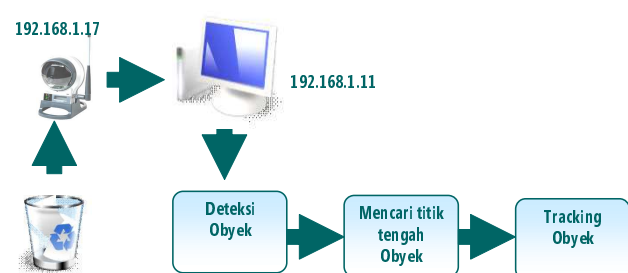 192.168.1.17
192.168.1.11
Deteksi
Obyek
Mencari titik
tengah
Obyek
Tracking
Obyek